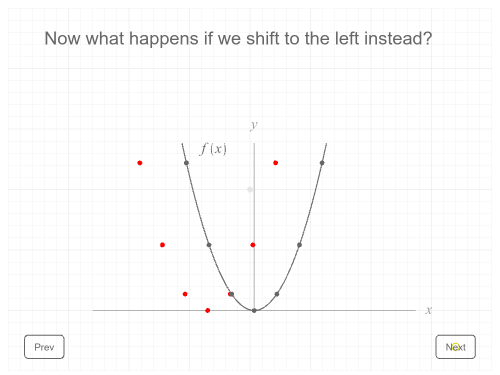 Now what happens if we shift to the left instead?
y
f(x)
x
Prev
Next